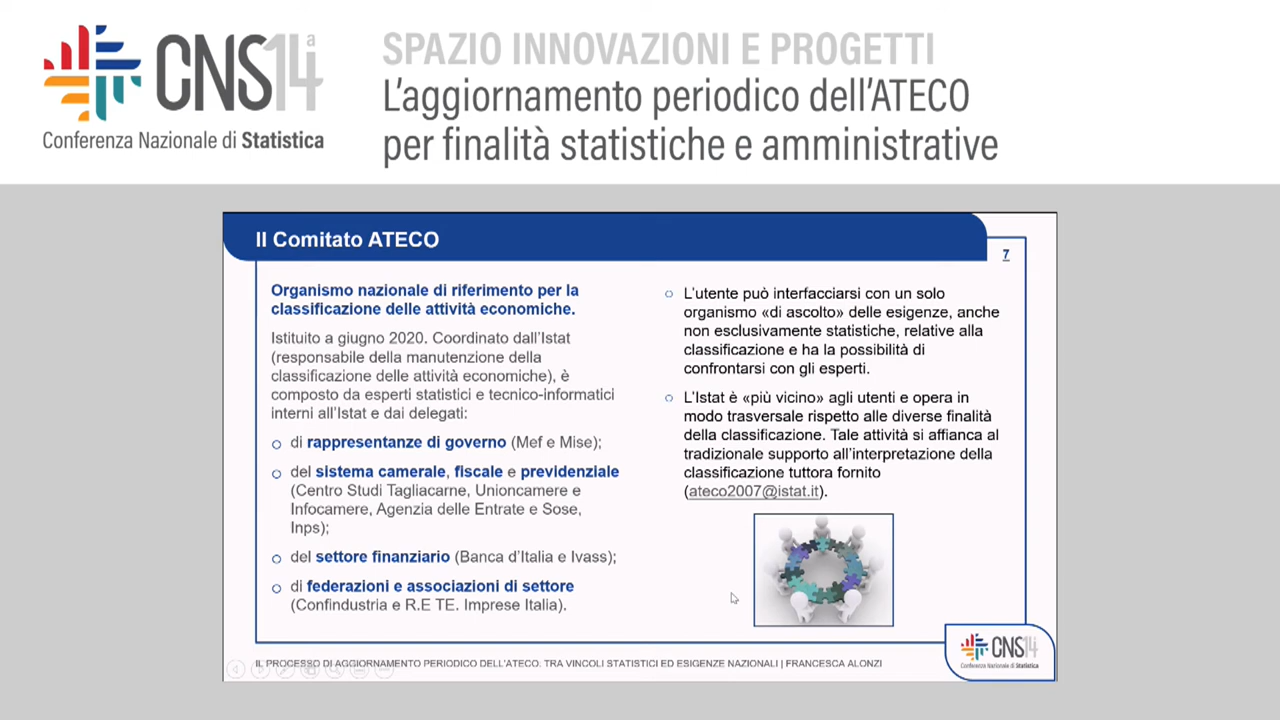 CNS14ª
Conferenza Nazionale di Statistica
SPAZIO INNOVAZIONI E PROGETTI
L'aggiornamento periodico dell'ATECO
per finalità statistiche e amministrative
Il Comitato ATECO
7
Organismo nazionale di riferimento per la
classificazione delle attività economiche.
Istituito a giugno 2020. Coordinato dall'Istat
(responsabile della manutenzione della
classificazione delle attività economiche), è
composto da esperti statistici e tecnico-informatici
interni all'Istat e dai delegati:
di rappresentanze di governo (Mef e Mise);
del sistema camerale, fiscale e previdenziale
(Centro Studi Tagliacarne, Unioncamere e
Infocamere, Agenzia delle Entrate e Sose,
Inps);
del settore finanziario (Banca d'Italia e Ivass);
di federazioni e associazioni di settore
(Confindustria e R.E TE. Imprese Italia).
L'utente può interfacciarsi con un solo
organismo «di ascolto» delle esigenze, anche
non esclusivamente statistiche, relative alla
classificazione e ha la possibilità di
confrontarsi con gli esperti.
L'Istat è «più vicino» agli utenti e opera in
modo trasversale rispetto alle diverse finalità
della classificazione. Tale attività si affianca al
tradizionale supporto all'interpretazione della
classificazione tuttora fornito
(ateco2007@istat.it).
IL PROCESSO DI AGGIORNAMENTO PERIODICO DELL'ATECO: TRA VINCOLI STATISTICI ED ESIGENZE NAZIONALI | FRANCESCA ALONZI
CNS14
Conferenza Nazionale di Statistica